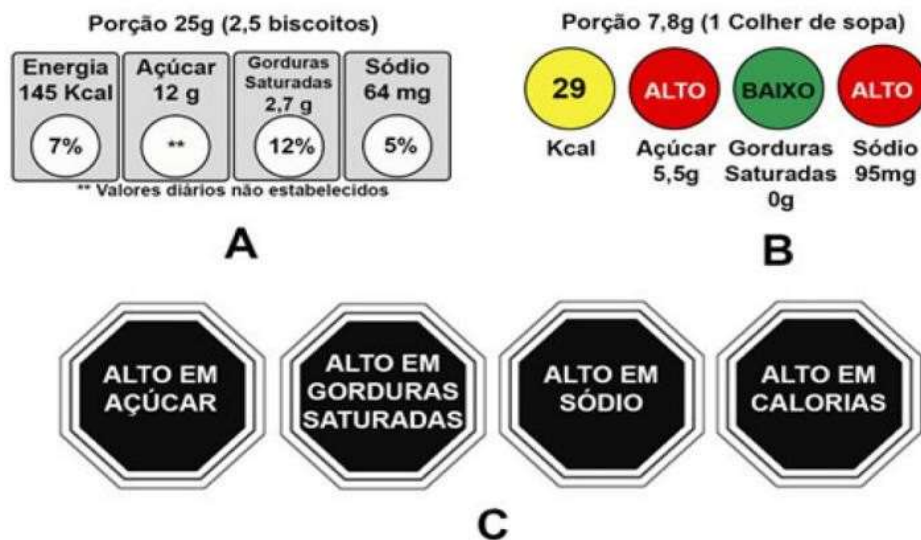 Porção 25g (2,5 biscoitos)
Energia
145 Kcal
7%
Açúcar
12 g
**
Gorduras
Saturadas
2,7 g
12%
Sódio
64 mg
5%
** Valores diários não estabelecidos
A
Porção 7,8g (1 Colher de sopa)
29
Kcal
ALTO
Açúcar
5,5g
BAIXO
Gorduras
Saturadas
0g
ALTO
Sódio
95mg
B
ALTO EM
AÇÚCAR
ALTO EM
GORDURAS
SATURADAS
ALTO EM
SÓDIO
ALTO EM
CALORIAS
C